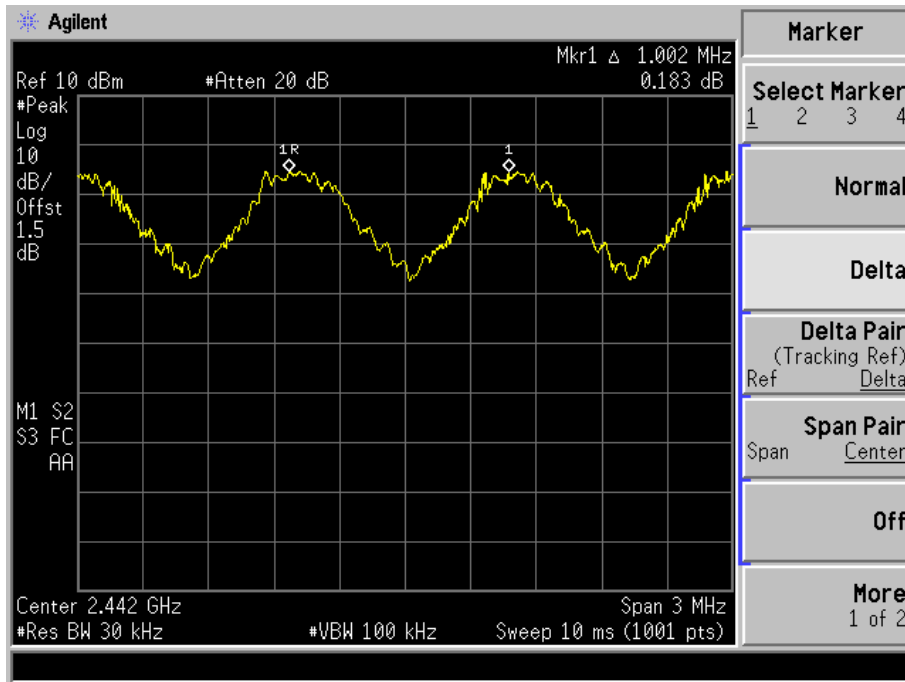 Agilent
Mkr1 Δ 1.002 MHz
Ref 10 dBm #Atten 20 dB 0.183 dB
#Peak
Log
10
dB/
Offst
1.5
dB
1R 1
M1 S2
S3 FC
AA
Center 2.442 GHz Span 3 MHz
#Res BW 30 kHz #VBW 100 kHz Sweep 10 ms (1001 pts)
Marker
Select Marker
1 2 3 4
Normal
Delta
Delta Pair
(Tracking Ref)
Ref Delta
Span Pair
Span Center
Off
More
1 of 2